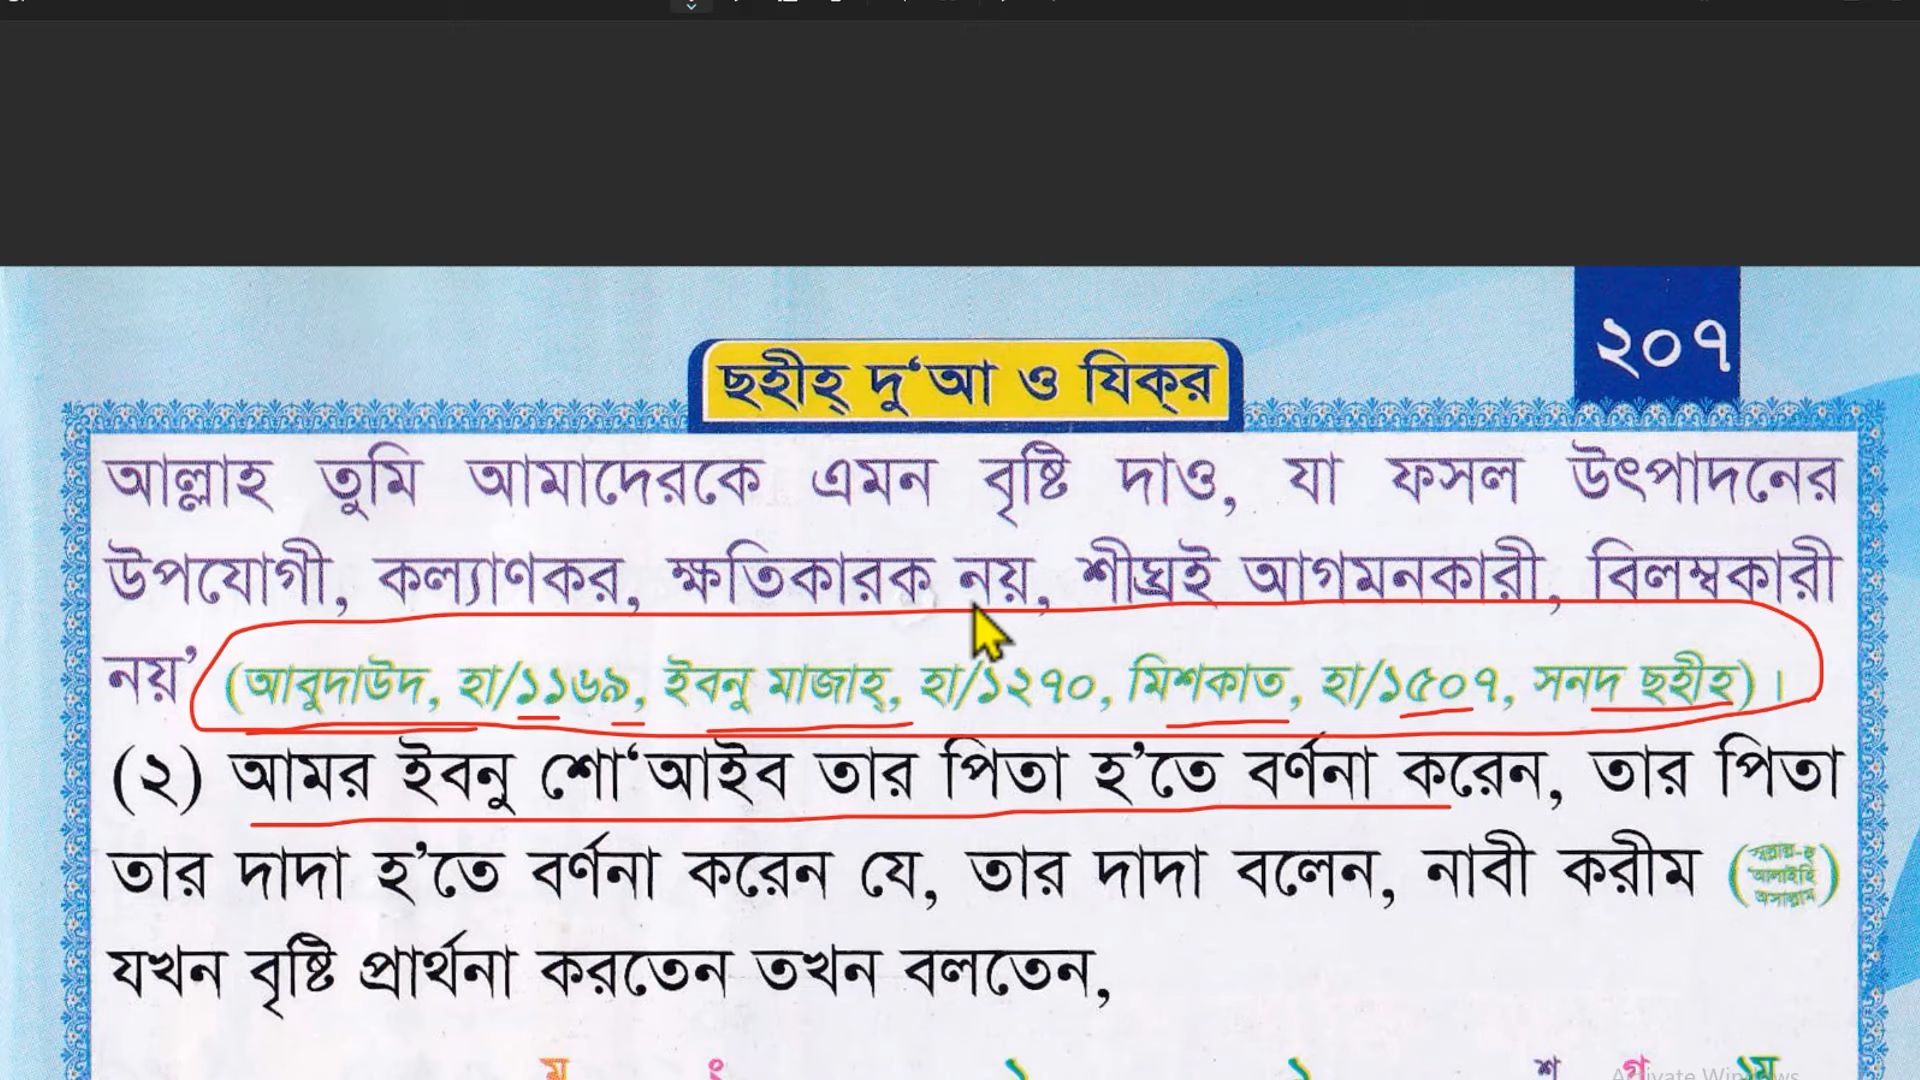 ২০৭
ছহীহ্ দু‘আ ও যিক্‌র
আল্লাহ তুমি আমাদেরকে এমন বৃষ্টি দাও, যা ফসল উৎপাদনের
উপযোগী, কল্যাণকর, ক্ষতিকারক নয়, শীঘ্রই আগমনকারী, বিলম্বকারী
নয়’ (আবুদাউদ, হা/১১৬৯, ইবনু মাজাহ্, হা/১২৭০, মিশকাত, হা/১৫০৭, সনদ ছহীহ)।
(২) আমর ইবনু শো‘আইব তার পিতা হ’তে বর্ণনা করেন, তার পিতা
তার দাদা হ’তে বর্ণনা করেন যে, তার দাদা বলেন, নাবী করীম
যখন বৃষ্টি প্রার্থনা করতেন তখন বলতেন,
Activate Windows